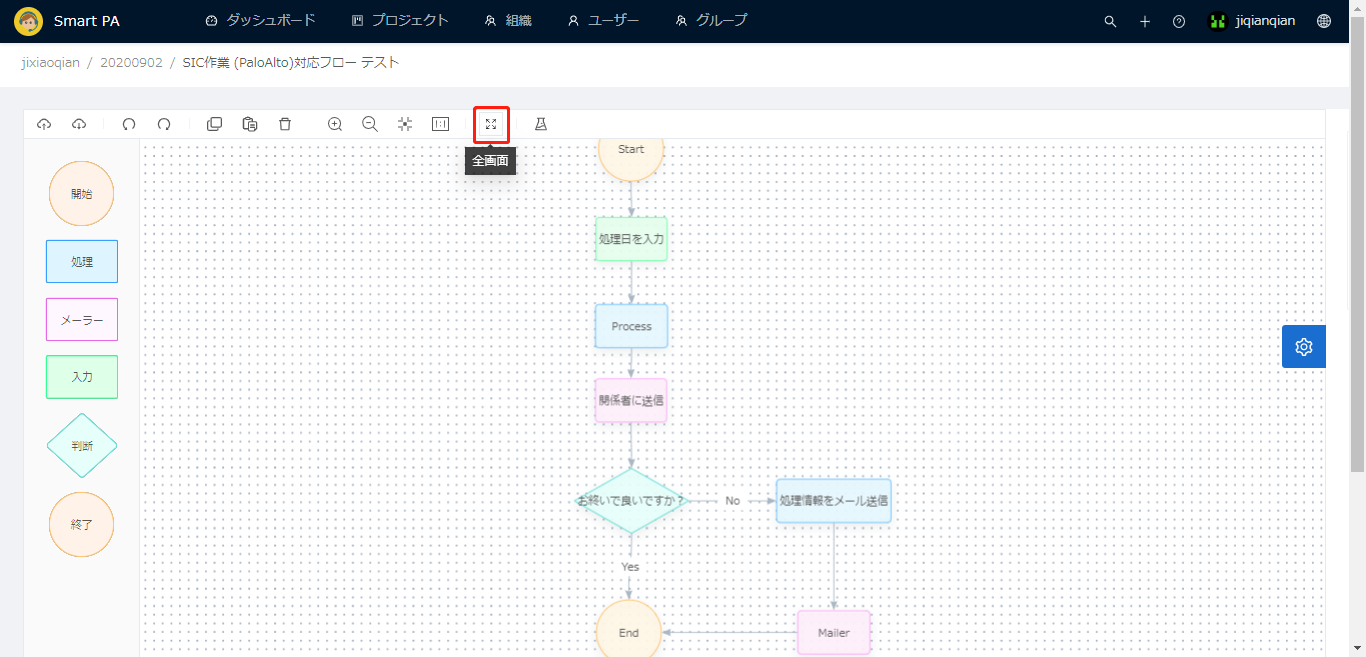 Smart PA ダッシュボード プロジェクト 組織 ユーザー グループ jiqianqian
jixiaoqian / 20200902 / SIC作業 (PaloAlto)対応フロー テスト
全画面
開始
処理
メーラー
入力
判断
終了
Start
処理日を入力
Process
関係者に送信
お終いで良いですか？ No 処理情報をメール送信
Yes
End Mailer